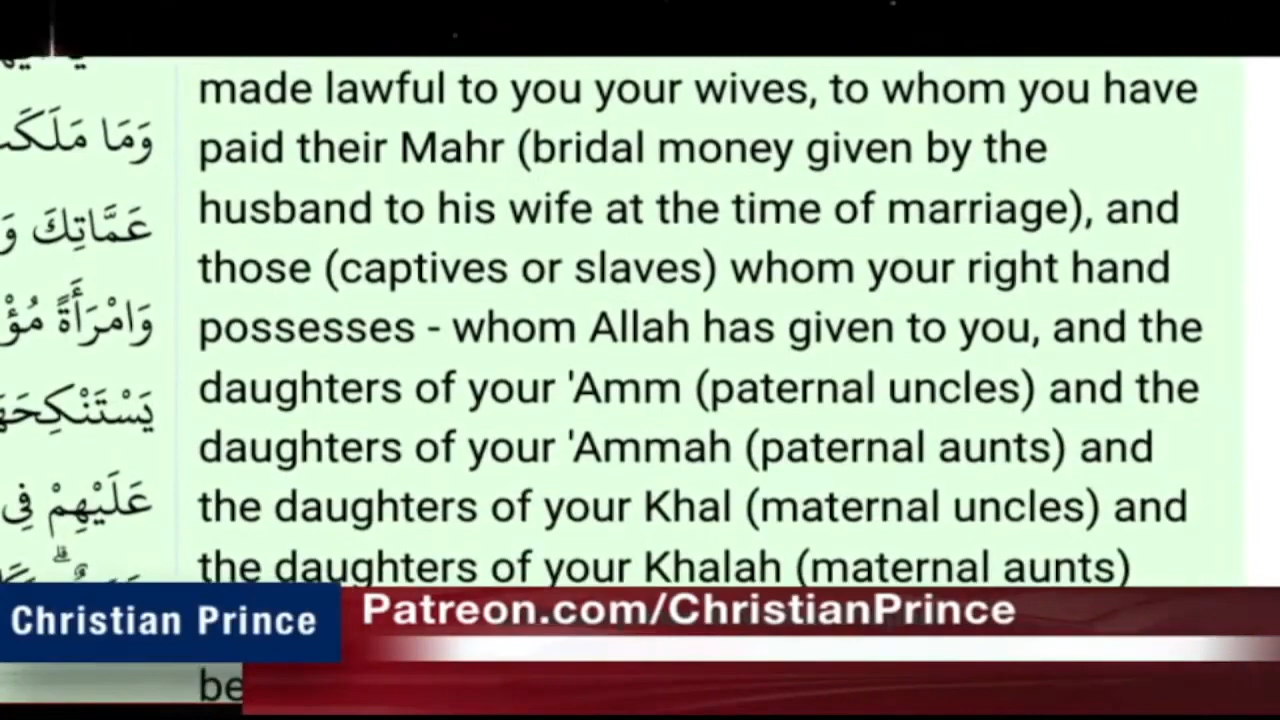 made lawful to you your wives, to whom you have
وَمَا
paid their Mahr (bridal money given by the
husband to his wife at the time of marriage), and
عَمَّاتِكَ
those (captives or slaves) whom your right hand
وَامْرَأَةً
possesses - whom Allah has given to you, and the
daughters of your 'Amm (paternal uncles) and the
daughters of your 'Ammah (paternal aunts) and
عَلَيْهِمْ فِي
the daughters of your Khal (maternal uncles) and
the daughters of your Khalah (maternal aunts)
Christian Prince
Patreon.com/ChristianPrince
be